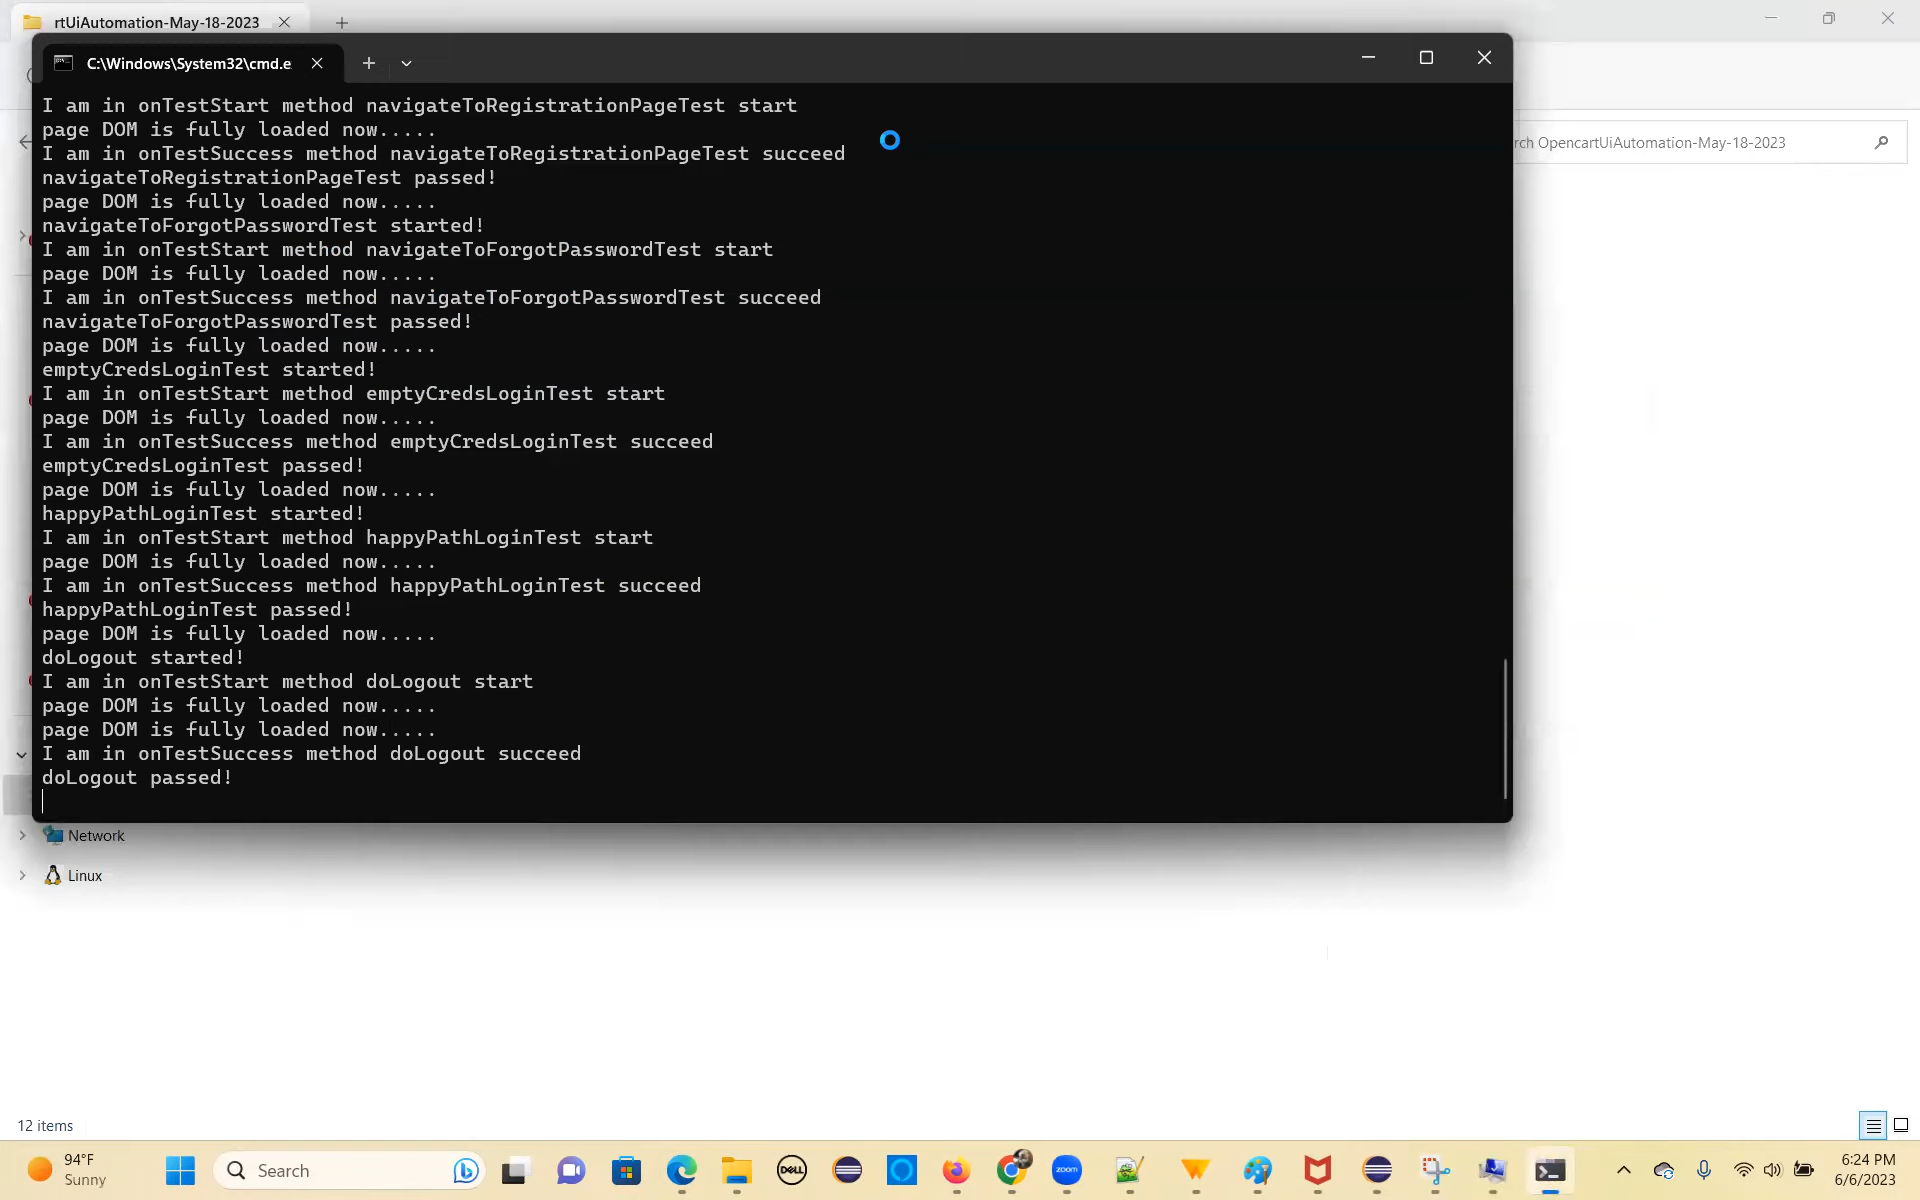 rtUiAutomation-May-18-2023
C:\Windows\System32\cmd.e
I am in onTestStart method navigateToRegistrationPageTest start
page DOM is fully loaded now.....
I am in onTestSuccess method navigateToRegistrationPageTest succeed
rch OpencartUiAutomation-May-18-2023
navigateToRegistrationPageTest passed!
page DOM is fully loaded now.....
navigateToForgotPasswordTest started!
I am in onTestStart method navigateToForgotPasswordTest start
page DOM is fully loaded now.....
I am in onTestSuccess method navigateToForgotPasswordTest succeed
navigateToForgotPasswordTest passed!
page DOM is fully loaded now.....
emptyCredsLoginTest started!
I am in onTestStart method emptyCredsLoginTest start
page DOM is fully loaded now.....
I am in onTestSuccess method emptyCredsLoginTest succeed
emptyCredsLoginTest passed!
page DOM is fully loaded now.....
happyPathLoginTest started!
I am in onTestStart method happyPathLoginTest start
page DOM is fully loaded now.....
I am in onTestSuccess method happyPathLoginTest succeed
happyPathLoginTest passed!
page DOM is fully loaded now.....
doLogout started!
I am in onTestStart method doLogout start
page DOM is fully loaded now.....
page DOM is fully loaded now.....
I am in onTestSuccess method doLogout succeed
doLogout passed!
Network
Linux
12 items
94°F
Sunny
Search
DELL
zoom
6:24 PM
6/6/2023